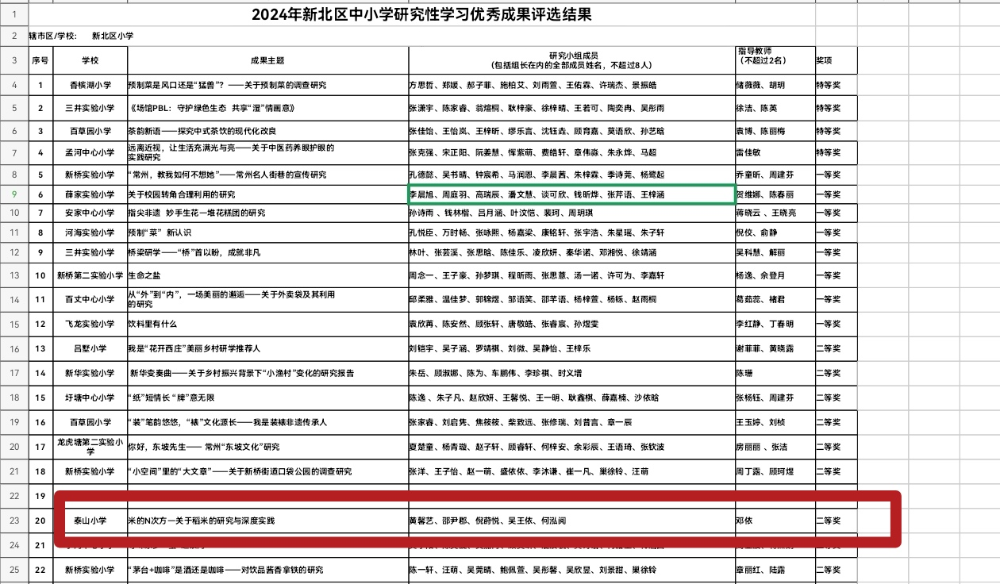 1 2024年新北区中小学研究性学习优秀成果评选结果
2 辖市区/学校: 新北区小学
3 序号 学校 成果主题 研究小组成员 (包括组长在内的全部成员姓名,不超过8人) 指导教师 (不超过2名) 奖项
4 1 香槟湖小学 预制菜是风口还是“猛兽”?——关于预制菜的调查研究 方思哲、郑媛、郝子菲、施柏艾、刘雨萱、王佑霖、许瑞杰、景振皓 储薇薇、胡玥 特等奖
5 2 三井实验小学 《场馆PBL: 守护绿色生态 共享“湿”情画意》 张潇宇、陈家睿、翁煊桐、耿梓豪、徐梓晴、王若可、陶奕冉、吴彤雨 徐洁、陈英 特等奖
6 3 百草园小学 茶韵新语——探究中式茶饮的现代化改良 张佳怡、王怡岚、王梓昕、缪乐言、沈钰垚、顾育嘉、莫语欣、孙艺晗 袁博、陈丽梅 特等奖
7 4 孟河中心小学 远离近视,让生活充满光与亮——关于中医药养眼护眼的
实践研究 张克强、宋正阳、阮姜慧、恽紫萌、费皓轩、章伟淼、朱永烨、马超 雷佳敏 特等奖
8 5 新桥实验小学 “常州,教我如何不想她”——常州名人街巷的宣传研究 孔德懿、吴书晴、钟宸希、马润恩、李晨茜、朱梓霖、季诗莞、杨鹭起 乔童昕、周建芬 一等奖
9 6 薛家实验小学 关于校园转角合理利用的研究 李晨旭、周庭羽、高瑞辰、潘文慧、谈可欣、钱昕烨、张芹语、王梓涵 贺维娜、陈春丽 一等奖
10 7 安家中心小学 指尖非遗 妙手生花一堆花糕团的研究 孙诗雨 、钱林楷、吕月涵、叶汶恺、裴珂、周玥琪 蒋晓云 、王晓亮 一等奖
11 8 河海实验小学 预制“菜” 新认识 孔悦臣、万时畅、张咏熙、杨嘉梁、康铭轩、张宇浩、朱星瑶、朱子轩 倪佼、俞静 一等奖
12 9 三井实验小学 桥梁研学——“桥”首以盼,成就非凡 林叶、张芸溪、张思晗、陈佳乐、凌欣妍、秦华诺、邓湘悦、徐靖涵 吴科慧、解丽 一等奖
13 10 新桥第二实验小学 生命之盐 周念一、王子豪、孙梦琪、程昕雨、张思薏、汤一诺、许可为、李嘉轩 杨逸、佘登月 一等奖
14 11 百丈中心小学 从“外”到“内”,一场美丽的邂逅——关于外卖袋及其利用
的研究 邱柔雅、温佳梦、郭锦煜、邹语笑、邵芊语、杨梓萱、杨铄、赵雨桐 葛茹蕊、褚君 一等奖
15 12 飞龙实验小学 饮料里有什么 袁欣苒、陈安然、顾张轩、唐敬皓、张睿宸、孙煜雯 李红静、丁春明 一等奖
16 13 吕墅小学 我是“花开西庄”美丽乡村研学推荐人 刘铠宇、吴子涵、罗靖祺、刘微、吴静怡、王梓乐 谢菲菲、黄晓露 二等奖
17 14 新华实验小学 新华变奏曲——关于乡村振兴背景下“小渔村”变化的研究报告 朱岳、顾淑娜、陈为、车鹏伟、李珍祺、时义增 陈珊 二等奖
18 15 圩塘中心小学 “纸”短情长 “牌”意无限 陈逸 、朱子凡、赵欣妍、王馨悦、王一明、耿鑫棋、薛嘉楠、沙依晗 张杨钰、周建芬 二等奖
19 16 百草园小学 “装”笔韵悠悠,“裱”文化源长——我是装裱非遗传承人 张家睿、刘启隽、焦莜莜、柴致远、张修瑞、刘昔言、章一辰 王玉婷、刘桢 二等奖
20 17 龙虎塘第二实验小
学 你好,东坡先生—— 常州“东坡文化”研究 夏楚童、杨青璇、赵子轩、顾睿轩、何梓安、余彩辰、王语琦、张钦波 房丽丽 、张洁 二等奖
21 18 新桥实验小学 “小空间”里的“大文章”——关于新桥街道口袋公园的调查研究 张洋、王子怡、赵一萌、盛依依、李沐谦、崔一凡、巢徐铃、汪萌 周丁露、顾珂煜 二等奖
22 19
23 20 泰山小学 米的N次方一关于稻米的研究与深度实践 黄馨艺、邵尹郡、倪蔚悦、吴王依、何泓阅 邓依 二等奖
24 21
25 22 新桥实验小学 “茅台+咖啡”是酒还是咖啡——对饮品酱香拿铁的研究 陈一轩、汪萌、吴莞晴、鲍佩萱、吴彤馨、吴欣昱、刘景甜、巢徐铃 章丽红、陆露 二等奖